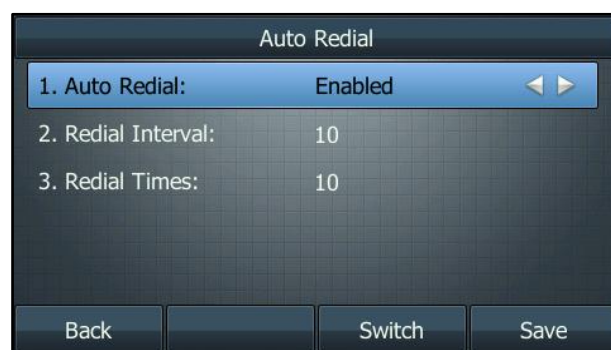 Auto Redial
1. Auto Redial: Enabled
2. Redial Interval: 10
3. Redial Times: 10
Back Switch Save